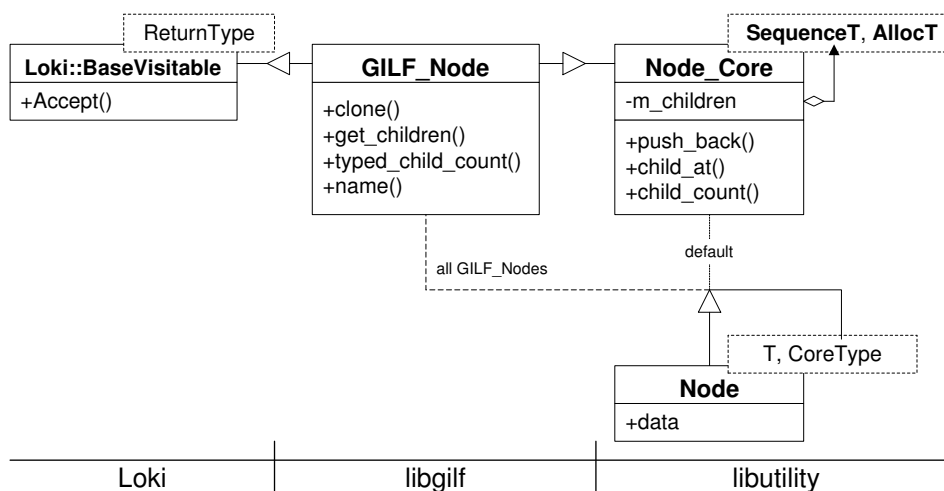 ReturnType
Loki::BaseVisitable
+Accept()
GILF_Node
+clone()
+get_children()
+typed_child_count()
+name()
SequenceT, AllocT
Node_Core
-m_children
+push_back()
+child_at()
+child_count()
all GILF_Nodes
default
T, CoreType
Node
+data
Loki
libgilf
libutility